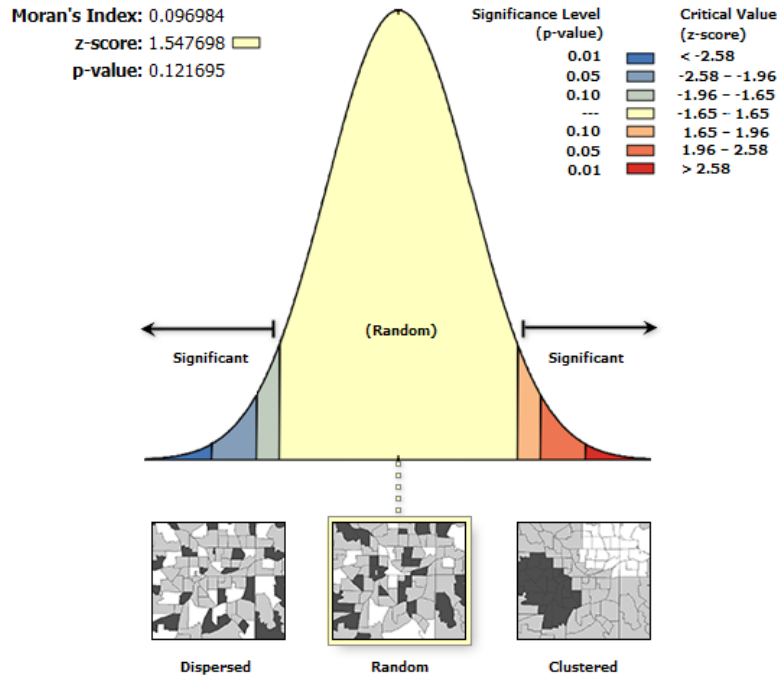 Moran's Index: 0.096984
z-score: 1.547698
p-value: 0.121695
Significance Level Critical Value
(p-value) (z-score)
0.01 < -2.58
0.05 -2.58 – -1.96
0.10 -1.96 – -1.65
--- -1.65 – 1.65
0.10 1.65 – 1.96
0.05 1.96 – 2.58
0.01 > 2.58
(Random)
Significant Significant
Dispersed Random Clustered